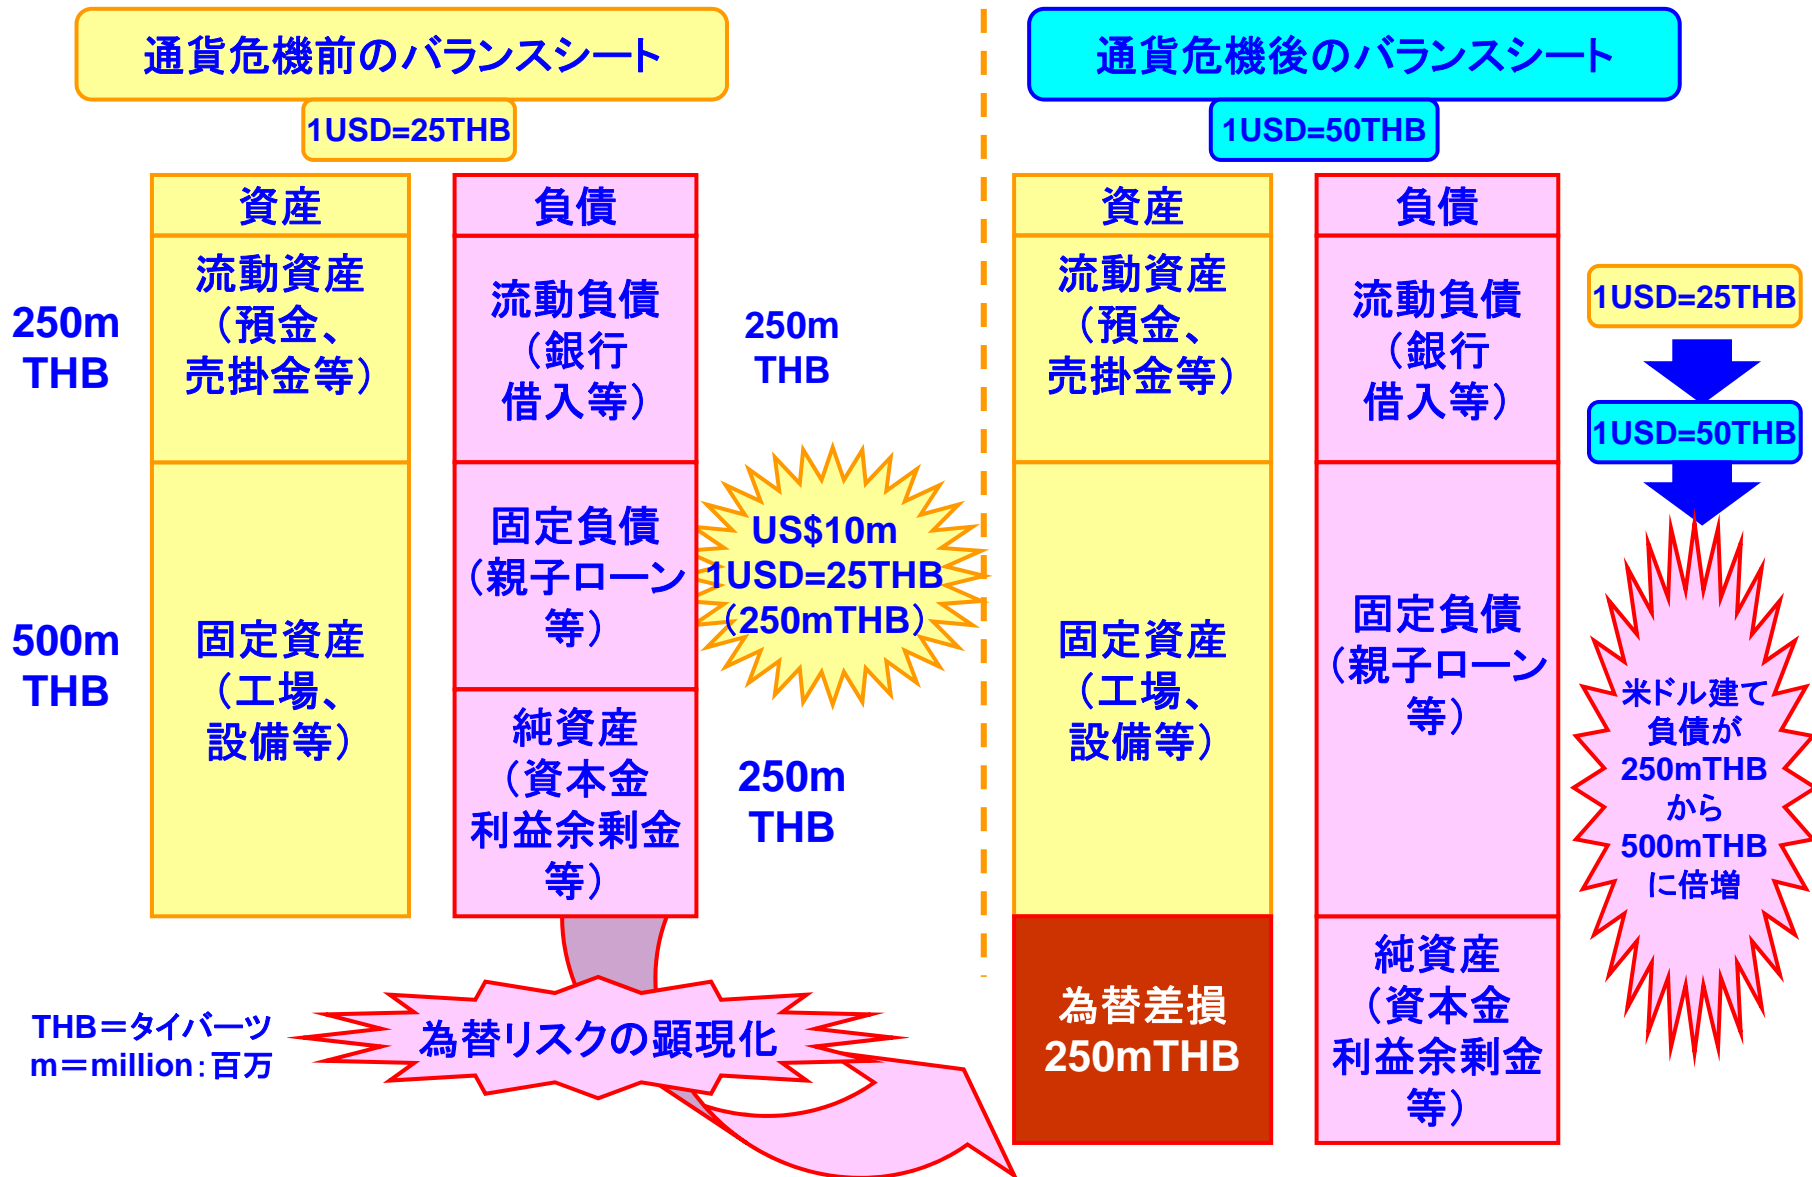 通貨危機前のバランスシート
1USD=25THB
資産
負債
250m
THB
流動資産
（預金、
売掛金等）
流動負債
（銀行
借入等）
250m
THB
500m
THB
固定資産
（工場、
設備等）
固定負債
（親子ローン
等）
US$10m
1USD=25THB
（250mTHB）
純資産
（資本金
利益余剰金
等）
250m
THB
為替リスクの顕現化
THB＝タイバーツ
m＝million：百万
通貨危機後のバランスシート
1USD=50THB
資産
負債
流動資産
（預金、
売掛金等）
流動負債
（銀行
借入等）
1USD=25THB
1USD=50THB
固定資産
（工場、
設備等）
固定負債
（親子ローン
等）
米ドル建て
負債が
250mTHB
から
500mTHB
に倍増
為替差損
250mTHB
純資産
（資本金
利益余剰金
等）